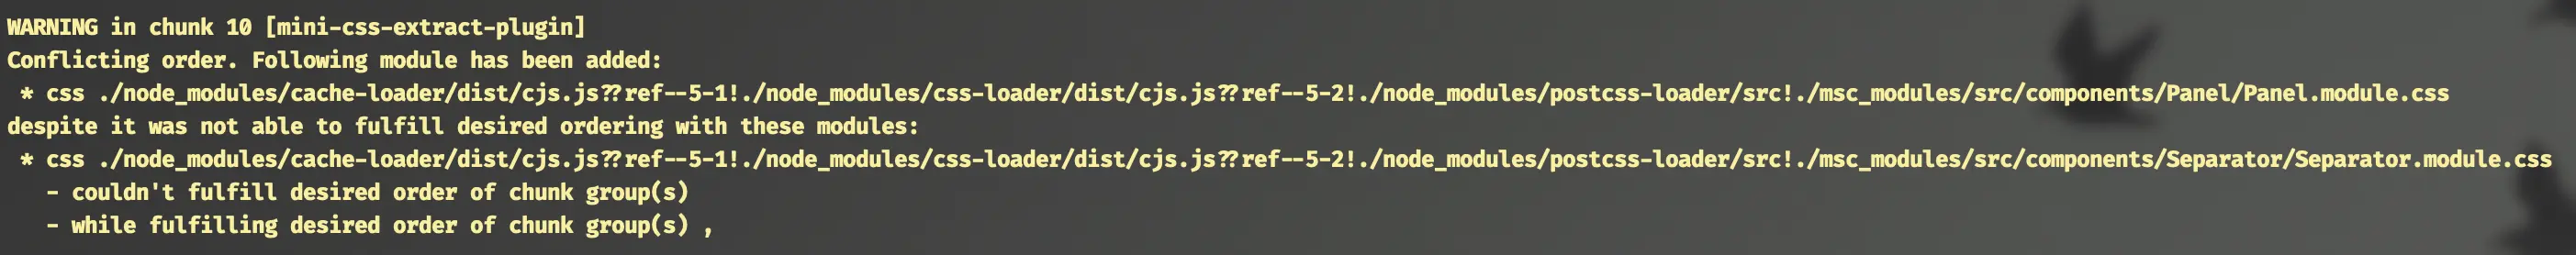 WARNING in chunk 10 [mini-css-extract-plugin]
Conflicting order. Following module has been added:
 * css ./node_modules/cache-loader/dist/cjs.js??ref--5-1!./node_modules/css-loader/dist/cjs.js??ref--5-2!./node_modules/postcss-loader/src!./msc_modules/src/components/Panel/Panel.module.css
despite it was not able to fulfill desired ordering with these modules:
 * css ./node_modules/cache-loader/dist/cjs.js??ref--5-1!./node_modules/css-loader/dist/cjs.js??ref--5-2!./node_modules/postcss-loader/src!./msc_modules/src/components/Separator/Separator.module.css
   - couldn't fulfill desired order of chunk group(s)
   - while fulfilling desired order of chunk group(s) ,